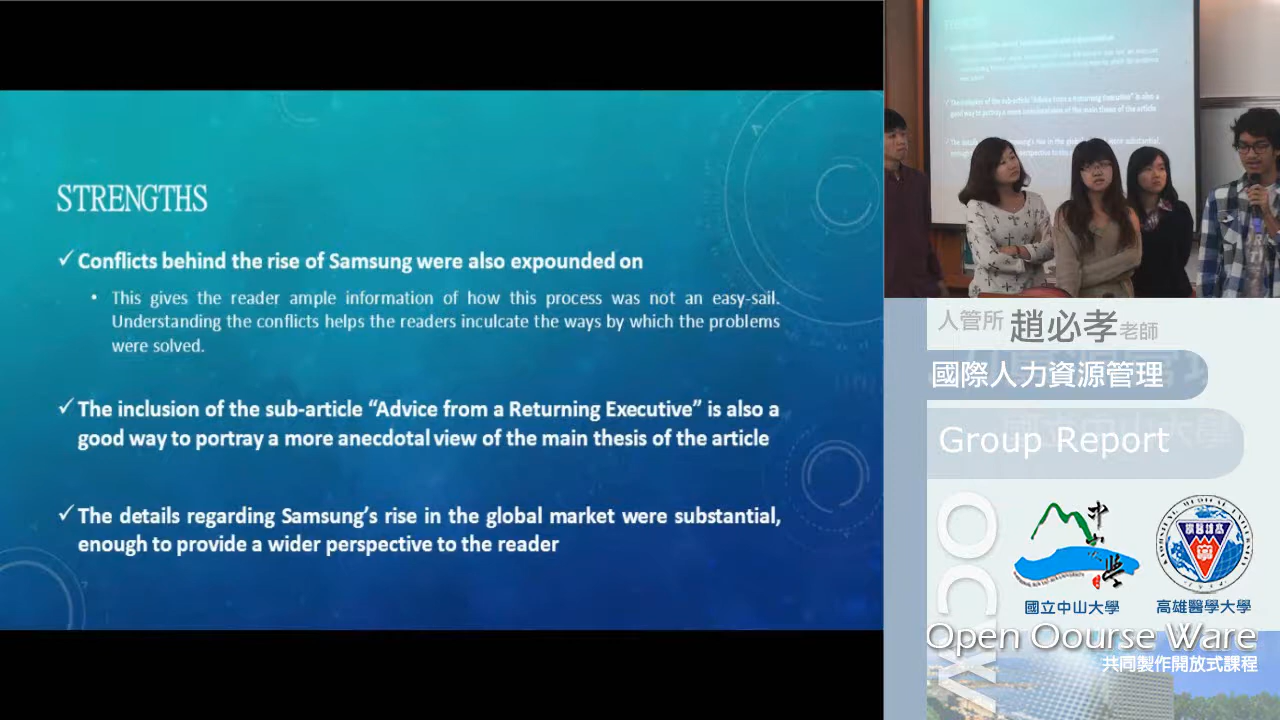 STRENGTHS
✓ Conflicts behind the rise of Samsung were also expounded on
• This gives the reader ample information of how this process was not an easy-sail.
Understanding the conflicts helps the readers inculcate the ways by which the problems
were solved.
✓ The inclusion of the sub-article “Advice from a Returning Executive” is also a
good way to portray a more anecdotal view of the main thesis of the article
✓ The details regarding Samsung’s rise in the global market were substantial,
enough to provide a wider perspective to the reader
人管所 趙必孝老師
國際人力資源管理
Group Report
OCW
中山大學
國立中山大學
高雄醫學大學
Open Oourse Ware
共同製作開放式課程